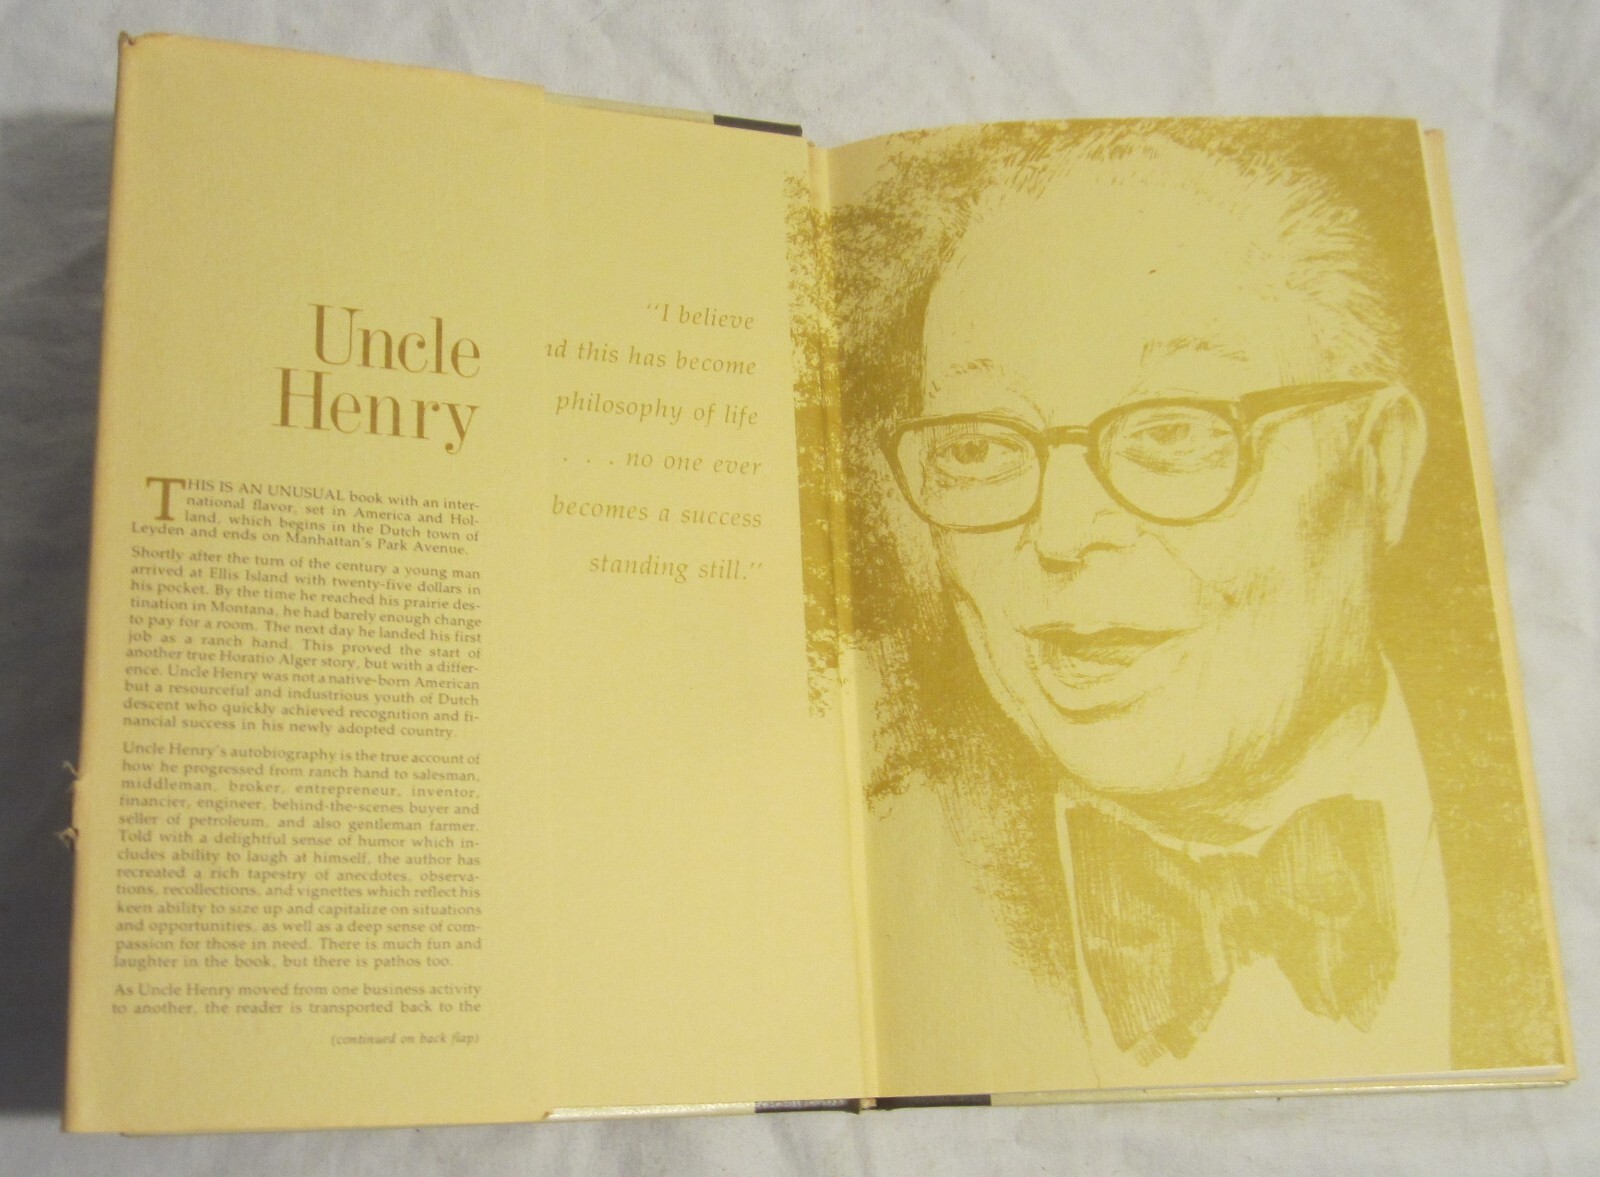 Uncle
Henry
THIS IS AN UNUSUAL book with an inter-
national flavor, set in America and Hol-
land, which begins in the Dutch town of
Leyden and ends on Manhattan's Park Avenue.
Shortly after the turn of the century a young man
arrived at Ellis Island with twenty-five dollars in
his pocket. By the time he reached his prairie des-
tination in Montana, he had barely enough change
to pay for a room. The next day he landed his first
job as a ranch hand. This proved the start of
another true Horatio Alger story, but with a differ-
ence. Uncle Henry was not a native-born American
but a resourceful and industrious youth of Dutch
descent who quickly achieved recognition and fi-
nancial success in his newly adopted country.
Uncle Henry's autobiography is the true account of
how he progressed from ranch hand to salesman,
middleman, broker, entrepreneur, inventor,
financier, engineer, behind-the-scenes buyer and
seller of petroleum, and also gentleman farmer.
Told with a delightful sense of humor which in-
cludes ability to laugh at himself, the author has
recreated a rich tapestry of anecdotes, observa-
tions, recollections, and vignettes which reflect his
keen ability to size up and capitalize on situations
and opportunities, as well as a deep sense of com-
passion for those in need. There is much fun and
laughter in the book, but there is pathos too.
As Uncle Henry moved from one business activity
to another, the reader is transported back to the
(continued on back flap)
"I believe
nd this has become
philosophy of life
. . . no one ever
becomes a success
standing still."